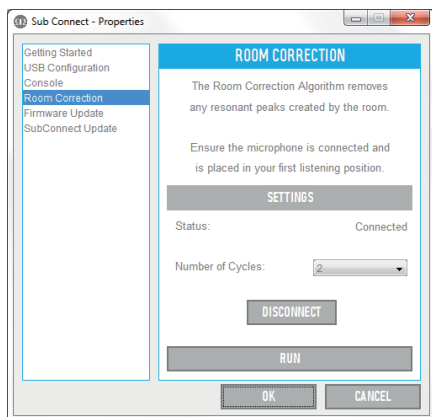 Sub Connect - Properties
Getting Started
USB Configuration
Console
Room Correction
Firmware Update
SubConnect Update
ROOM CORRECTION
The Room Correction Algorithm removes
any resonant peaks created by the room.
Ensure the microphone is connected and
is placed in your first listening position.
SETTINGS
Status: Connected
Number of Cycles: 2
DISCONNECT
RUN
OK CANCEL